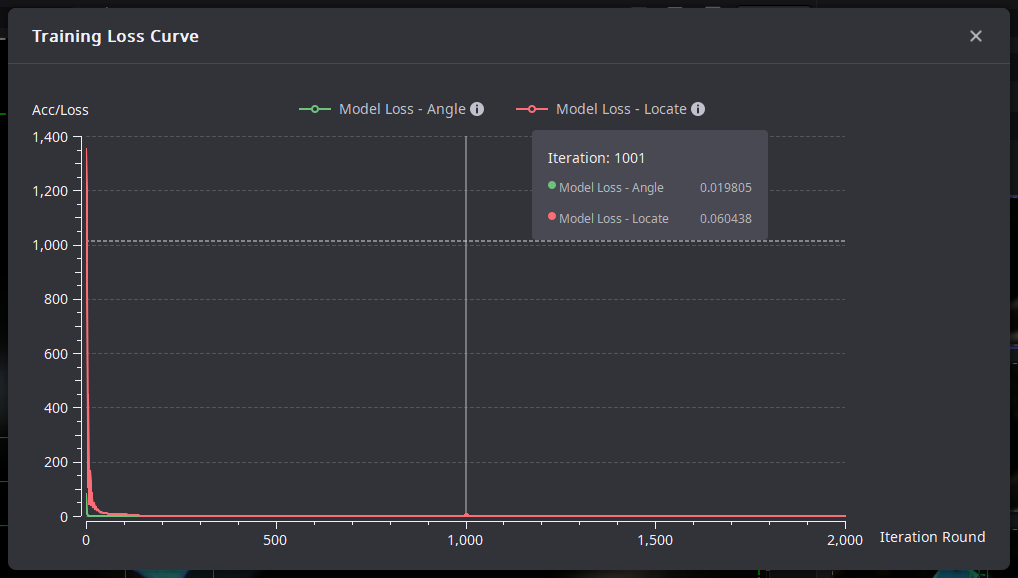 Training Loss Curve
Acc/Loss
Model Loss - Angle
Model Loss - Locate
1,400
1,200
1,000
800
600
400
200
0
Iteration: 1001
Model Loss - Angle 0.019805
Model Loss - Locate 0.060438
0 500 1,000 1,500 2,000
Iteration Round